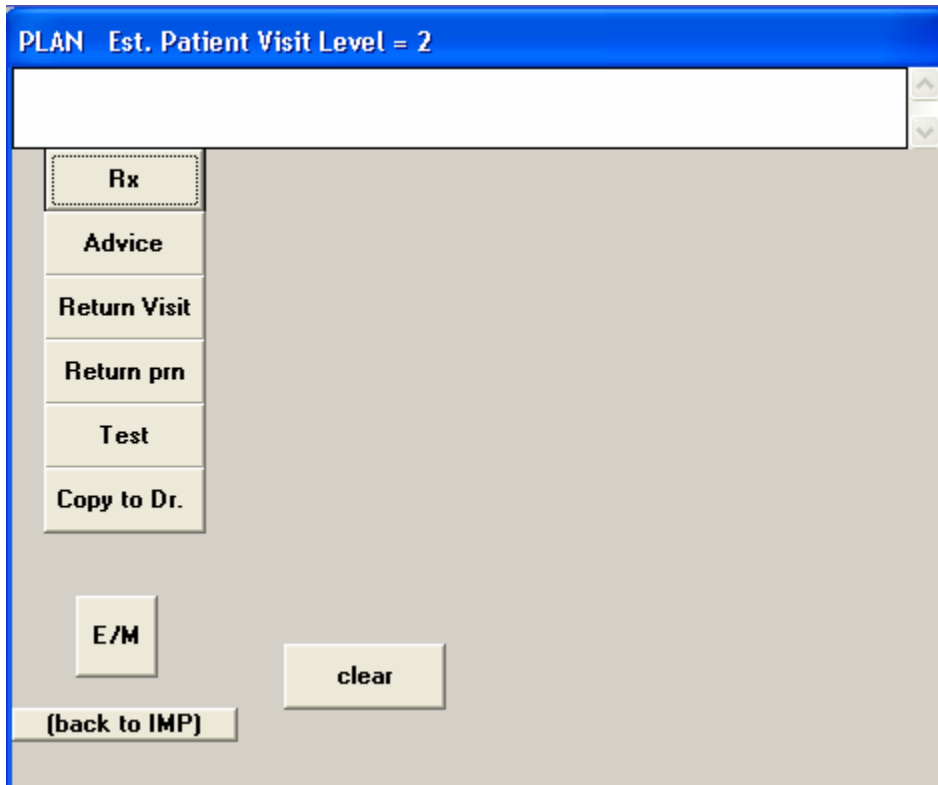 PLAN Est. Patient Visit Level = 2
Rx
Advice
Return Visit
Return prn
Test
Copy to Dr.
E/M
clear
(back to IMP)